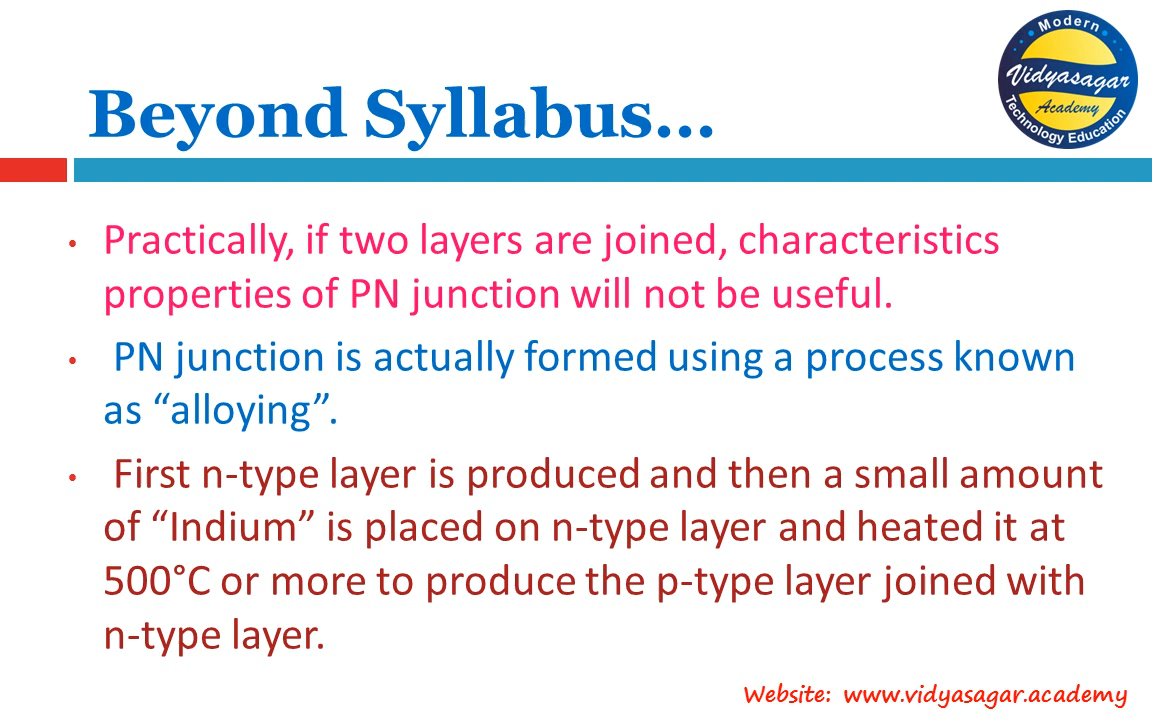 Modern
Vidyasagar
Academy
Technology Education
Beyond Syllabus...
• Practically, if two layers are joined, characteristics
properties of PN junction will not be useful.
• PN junction is actually formed using a process known
as “alloying”.
• First n-type layer is produced and then a small amount
of “Indium” is placed on n-type layer and heated it at
500°C or more to produce the p-type layer joined with
n-type layer.
Website: www.vidyasagar.academy